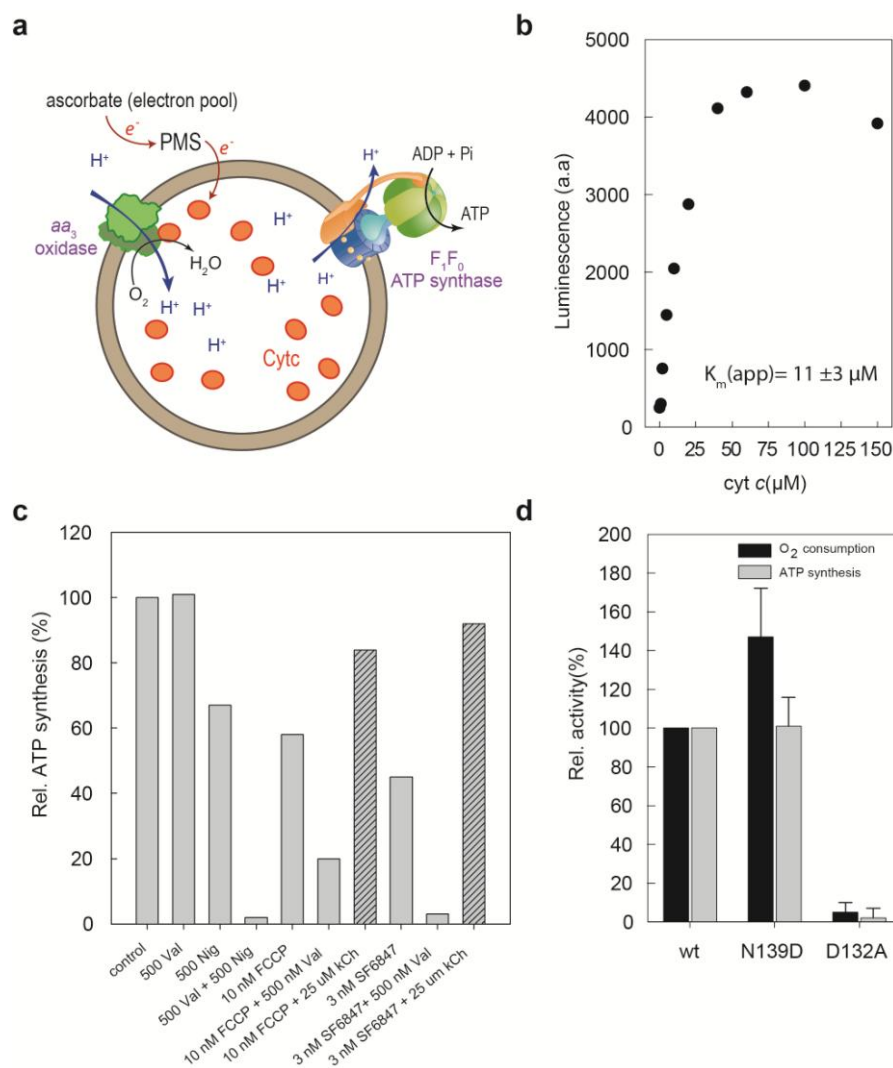 a
ascorbate (electron pool)
e⁻
PMS
e⁻
H⁺
H⁺
ADP + Pi
ATP
aa₃
oxidase
H⁺
H₂O
O₂
H⁺
H⁺
H⁺
H⁺
H⁺
F₁F₀
ATP synthase
Cytc
b
Luminescence (a.a)
5000
4000
3000
2000
1000
0
Kₘ(app)= 11 ±3 µM
0 25 50 75 100 125 150
cyt c(µM)
c
Rel. ATP synthesis (%)
120
100
80
60
40
20
0
control
500 Val
500 Nig
500 Val + 500 Nig
10 nM FCCP
10 nM FCCP + 500 nM Val
10 nM FCCP + 25 uM kCh
3 nM SF6847
3 nM SF6847+ 500 nM Val
3 nM SF6847 + 25 um kCh
d
Rel. activity(%)
200
180
160
140
120
100
80
60
40
20
0
O₂ consumption
ATP synthesis
wt N139D D132A